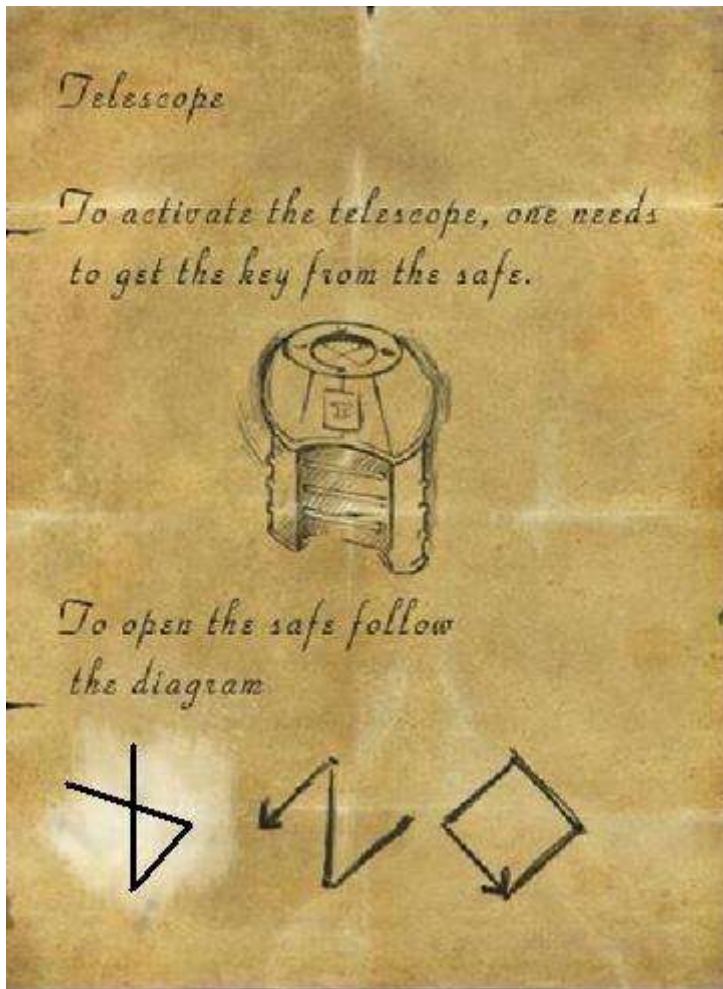 Telescope
To activate the telescope, one needs
to get the key from the safe.
To open the safe follow
the diagram